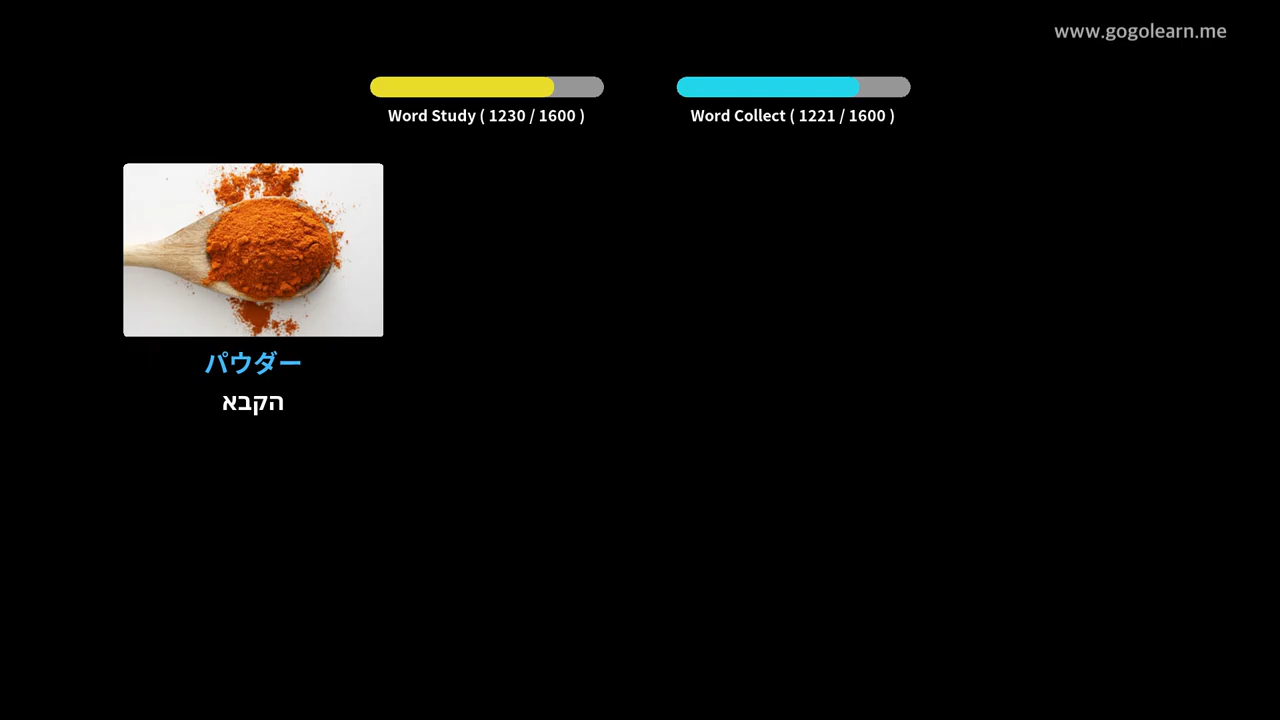 www.gogolearn.me
Word Study ( 1230 / 1600 )
Word Collect ( 1221 / 1600 )
パウダー
הקבא